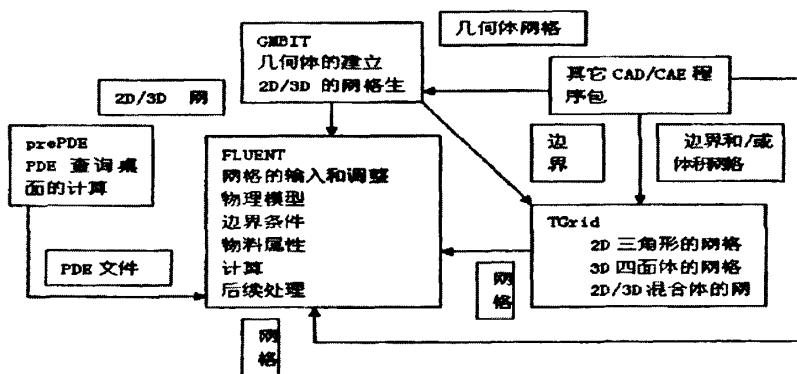 GMBIT
几何体的建立
2D/3D 的网格生
几何体网格
其它 CAD/CAE 程
序包
2D/3D 网
prePDE
PDE 查询桌
面的计算
FLUENT
网格的输入和调整
物理模型
边界条件
物料属性
计算
后续处理
边
界
边界和/或
体积网格
TGrid
2D 三角形的网格
3D 四面体的网格
2D/3D 混合体的网
PDE 文件
网
格
网
格